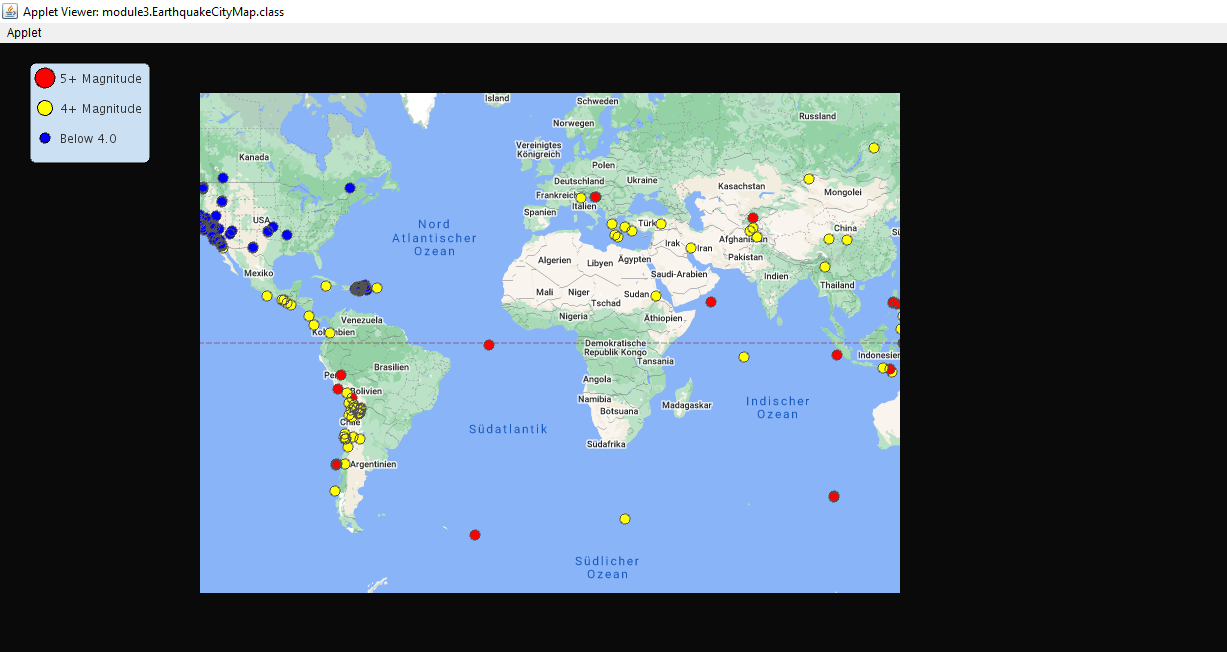 Applet Viewer: module3.EarthquakeCityMap.class
Applet
5+ Magnitude
4+ Magnitude
Below 4.0
Island
Schweden
Russland
Norwegen
Vereinigtes
Königreich
Kanada
Polen
Deutschland
Ukraine
Kasachstan
Mongolei
Frankreich
Italien
Spanien
USA
Nord
Atlantischer
Ozean
Türk
China
Irak
Iran
Afghanistan
Algerien
Libyen
Ägypten
Pakistan
Mexiko
Saudi-Arabien
Indien
Thailand
Mali
Niger
Tschad
Sudan
Nigeria
Äthiopien
Venezuela
Kolumbien
Demokratische
Republik Kongo
Tansania
Indonesien
Brasilien
Pe
Angola
Bolivien
Namibia
Botsuana
Madagaskar
Indischer
Ozean
Chile
Südatlantik
Südafrika
Argentinien
Südlicher
Ozean